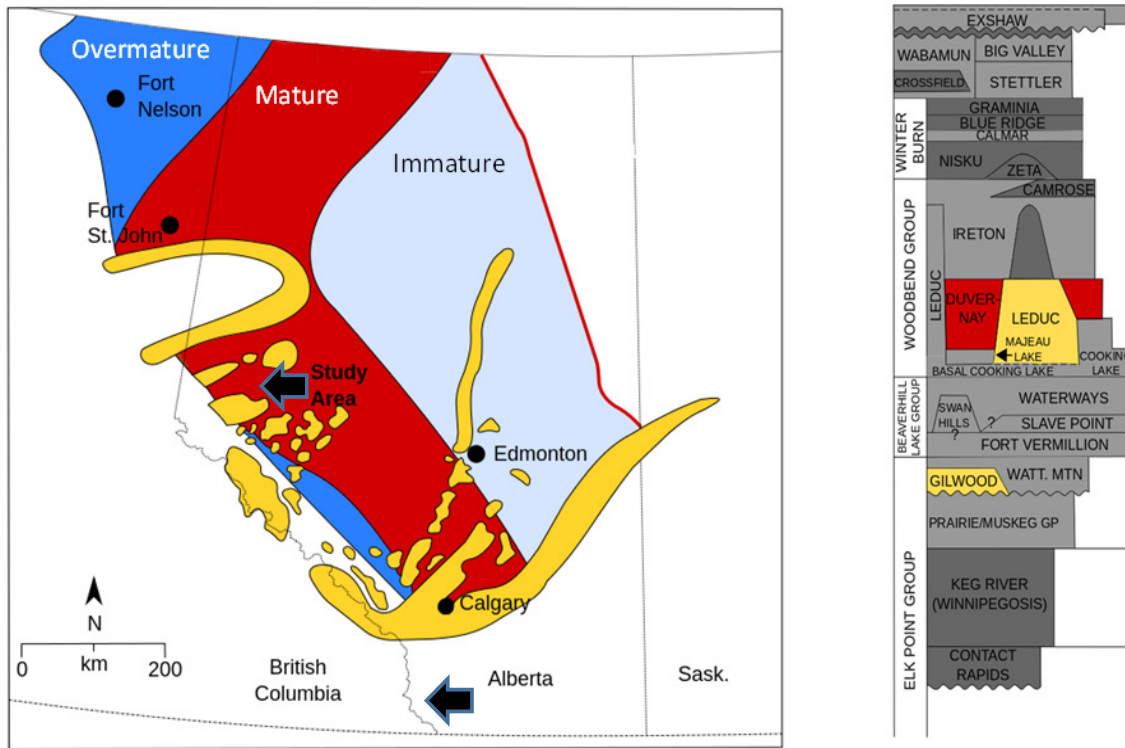 Overmature
Fort
Nelson
Mature
Immature
Fort
St. John
Study
Area
Edmonton
Calgary
N
0 200
km
British
Columbia
Alberta
Sask.
EXSHAW
WABAMUN
BIG VALLEY
CROSSFIELD
STETTLER
WINTER
BURN
GRAMINIA
BLUE RIDGE
CALMAR
NISKU
ZETA
CAMROSE
WOODBEND GROUP
LEDUC
IRETON
DUVER-
NAY
LEDUC
MAJEAU
LAKE
COOKING
LAKE
BASAL COOKING LAKE
BEAVERHILL
LAKE GROUP
WATERWAYS
SWAN
HILLS
?
?
SLAVE POINT
FORT VERMILLION
ELK POINT GROUP
GILWOOD
WATT. MTN
PRAIRIE/MUSKEG GP
KEG RIVER
(WINNIPEGOSIS)
CONTACT
RAPIDS